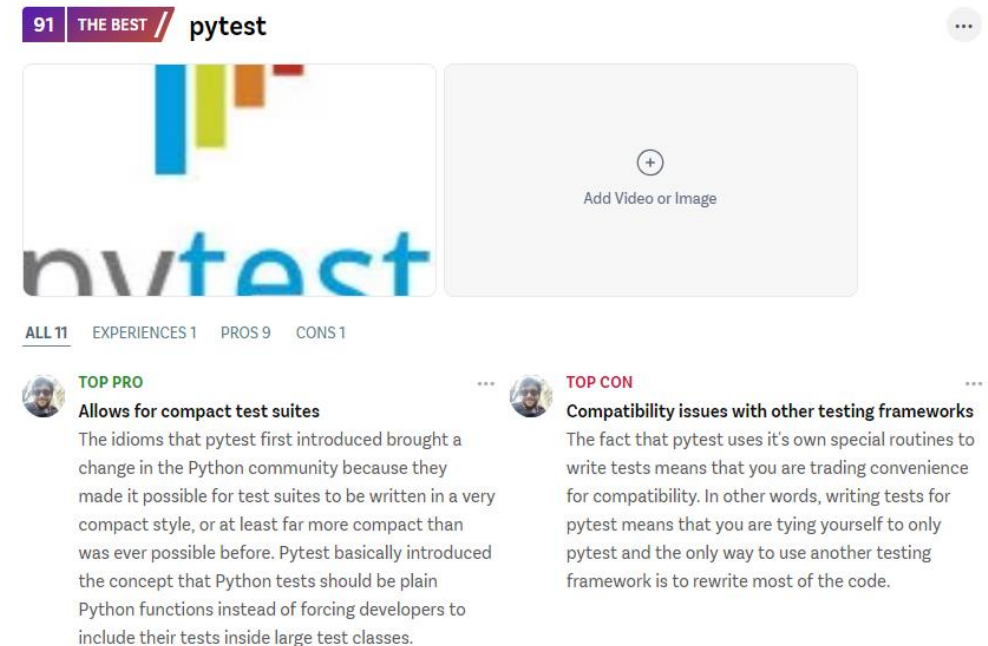 91 THE BEST pytest
pytest
Add Video or Image
ALL 11 EXPERIENCES 1 PROS 9 CONS 1
TOP PRO
Allows for compact test suites
The idioms that pytest first introduced brought a
change in the Python community because they
made it possible for test suites to be written in a very
compact style, or at least far more compact than
was ever possible before. Pytest basically introduced
the concept that Python tests should be plain
Python functions instead of forcing developers to
include their tests inside large test classes.
TOP CON
Compatibility issues with other testing frameworks
The fact that pytest uses it's own special routines to
write tests means that you are trading convenience
for compatibility. In other words, writing tests for
pytest means that you are tying yourself to only
pytest and the only way to use another testing
framework is to rewrite most of the code.